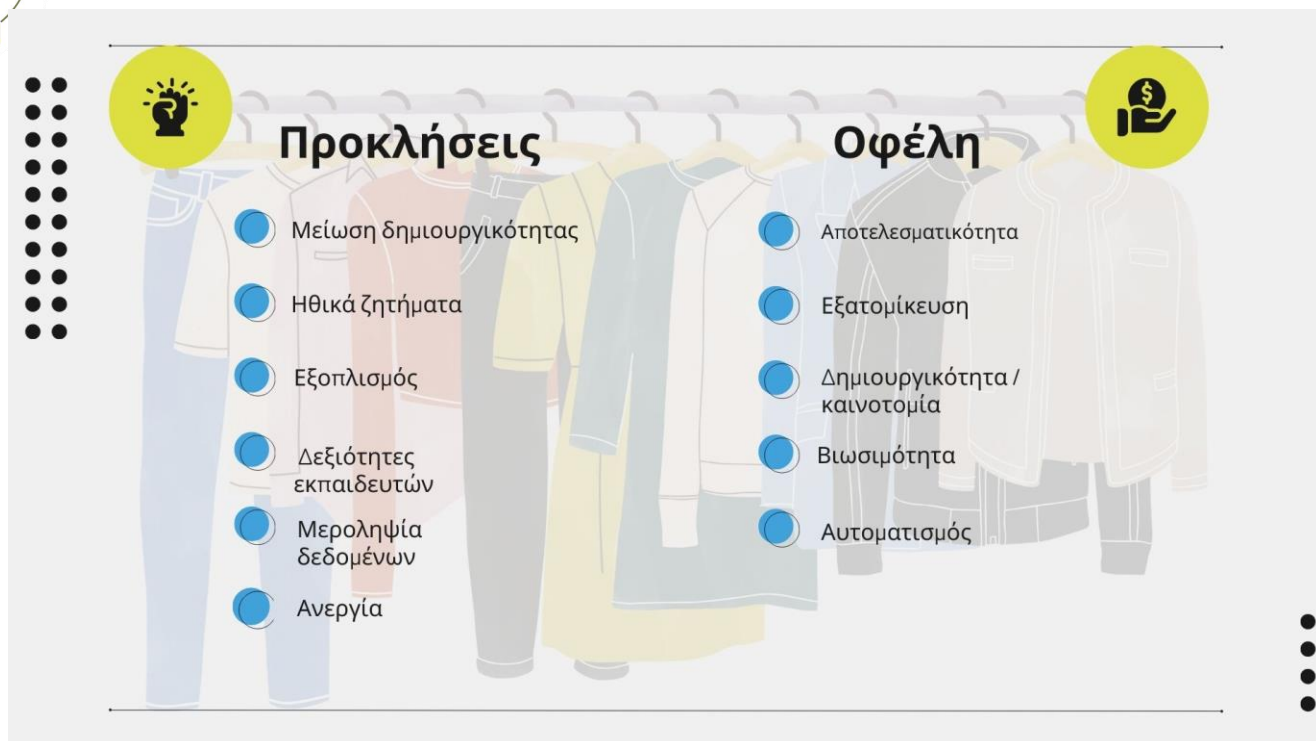 Προκλήσεις
Μείωση δημιουργικότητας
Ηθικά ζητήματα
Εξοπλισμός
Δεξιότητες
εκπαιδευτών
Μεροληψία
δεδομένων
Ανεργία
Οφέλη
Αποτελεσματικότητα
Εξατομίκευση
Δημιουργικότητα /
καινοτομία
Βιωσιμότητα
Αυτοματισμός